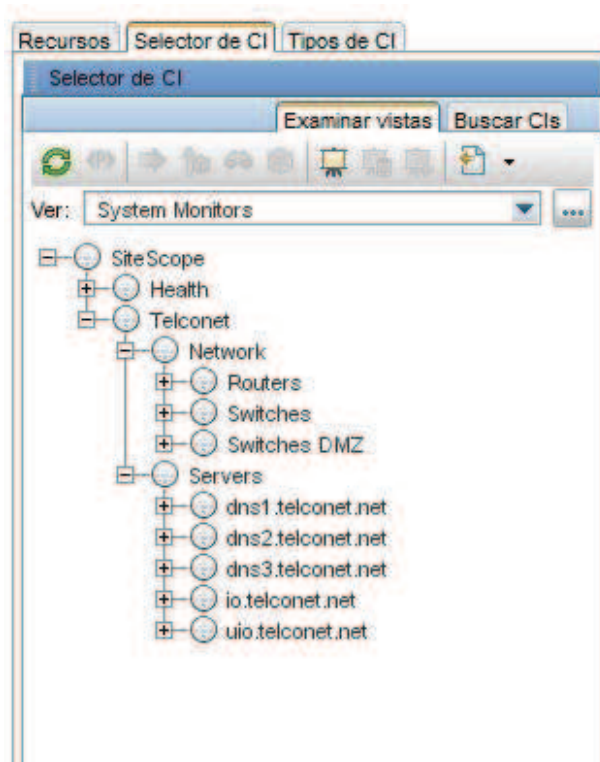 Recursos Selector de CI Tipos de CI
Selector de CI
Examinar vistas Buscar CIs
Ver: System Monitors
SiteScope
Health
Telconet
Network
Routers
Switches
Switches DMZ
Servers
dns1.telconet.net
dns2.telconet.net
dns3.telconet.net
io.telconet.net
uio.telconet.net